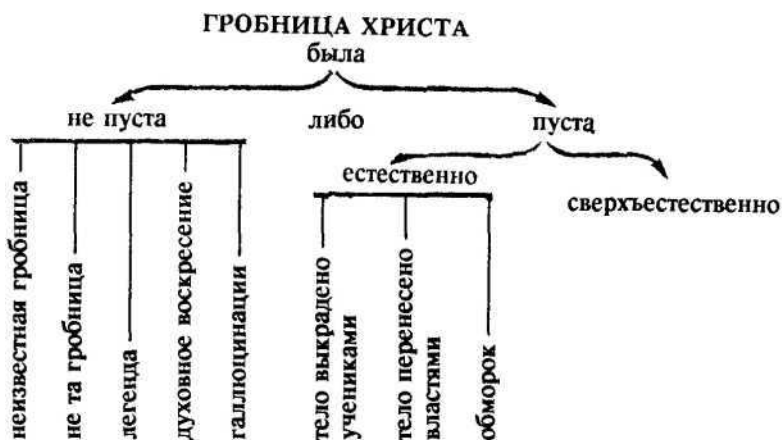 ГРОБНИЦА ХРИСТА
была
не пуста
либо
пуста
естественно
сверхъестественно
неизвестная гробница
не та гробница
легенда
духовное воскресение
галлюцинации
тело выкрадено
учениками
тело перенесено
властями
обморок